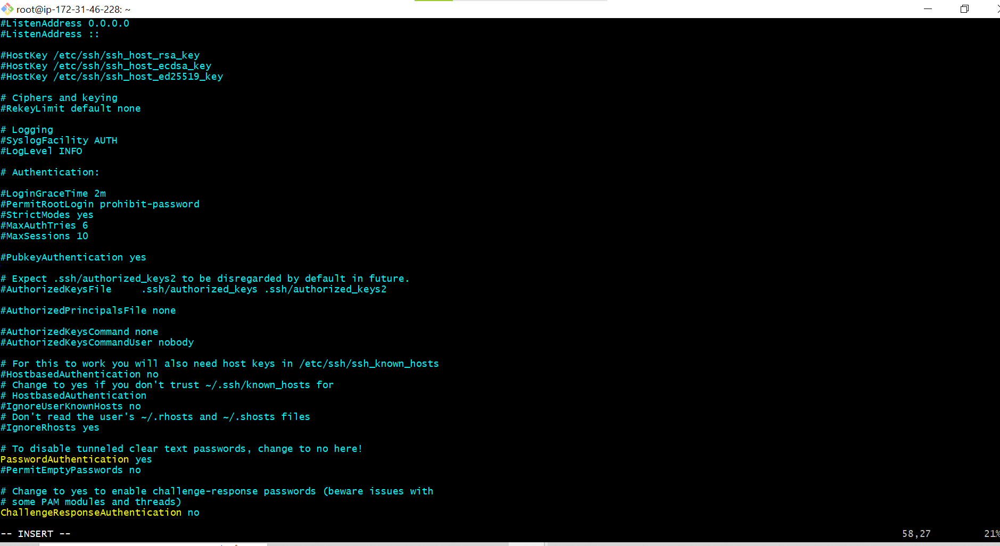 root@ip-172-31-46-228: ~
#ListenAddress 0.0.0.0
#ListenAddress ::
#HostKey /etc/ssh/ssh_host_rsa_key
#HostKey /etc/ssh/ssh_host_ecdsa_key
#HostKey /etc/ssh/ssh_host_ed25519_key
# Ciphers and keying
#RekeyLimit default none
# Logging
#SyslogFacility AUTH
#LogLevel INFO
# Authentication:
#LoginGraceTime 2m
#PermitRootLogin prohibit-password
#StrictModes yes
#MaxAuthTries 6
#MaxSessions 10
#PubkeyAuthentication yes
# Expect .ssh/authorized_keys2 to be disregarded by default in future.
#AuthorizedKeysFile     .ssh/authorized_keys .ssh/authorized_keys2
#AuthorizedPrincipalsFile none
#AuthorizedKeysCommand none
#AuthorizedKeysCommandUser nobody
# For this to work you will also need host keys in /etc/ssh/ssh_known_hosts
#HostbasedAuthentication no
# Change to yes if you don't trust ~/.ssh/known_hosts for
# HostbasedAuthentication
#IgnoreUserKnownHosts no
# Don't read the user's ~/.rhosts and ~/.shosts files
#IgnoreRhosts yes
# To disable tunneled clear text passwords, change to no here!
PasswordAuthentication yes
#PermitEmptyPasswords no
# Change to yes to enable challenge-response passwords (beware issues with
# some PAM modules and threads)
ChallengeResponseAuthentication no
-- INSERT -- 58,27 21%